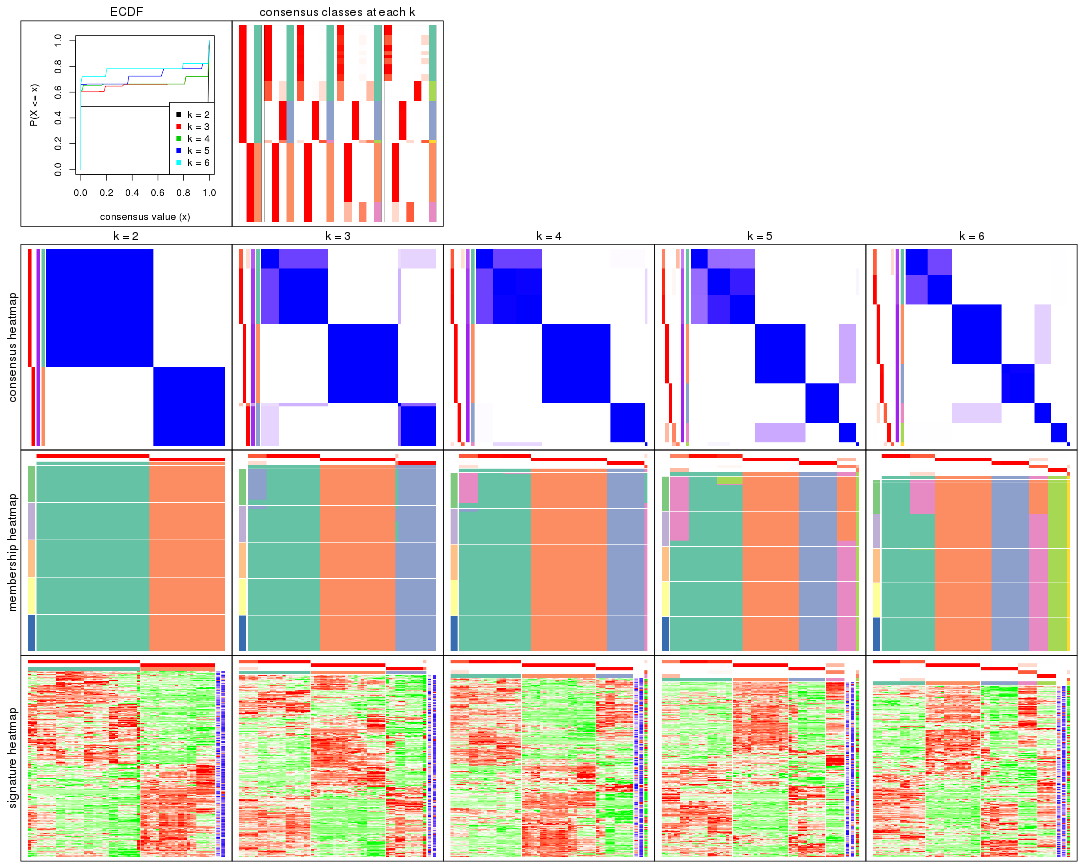 ECDF
consensus classes at each k
P(X <= x)
0.0 0.2 0.4 0.6 0.8 1.0
k = 2
k = 3
k = 4
k = 5
k = 6
0.0 0.2 0.4 0.6 0.8 1.0
consensus value (x)
k = 2 k = 3 k = 4 k = 5 k = 6
consensus heatmap
membership heatmap
signature heatmap